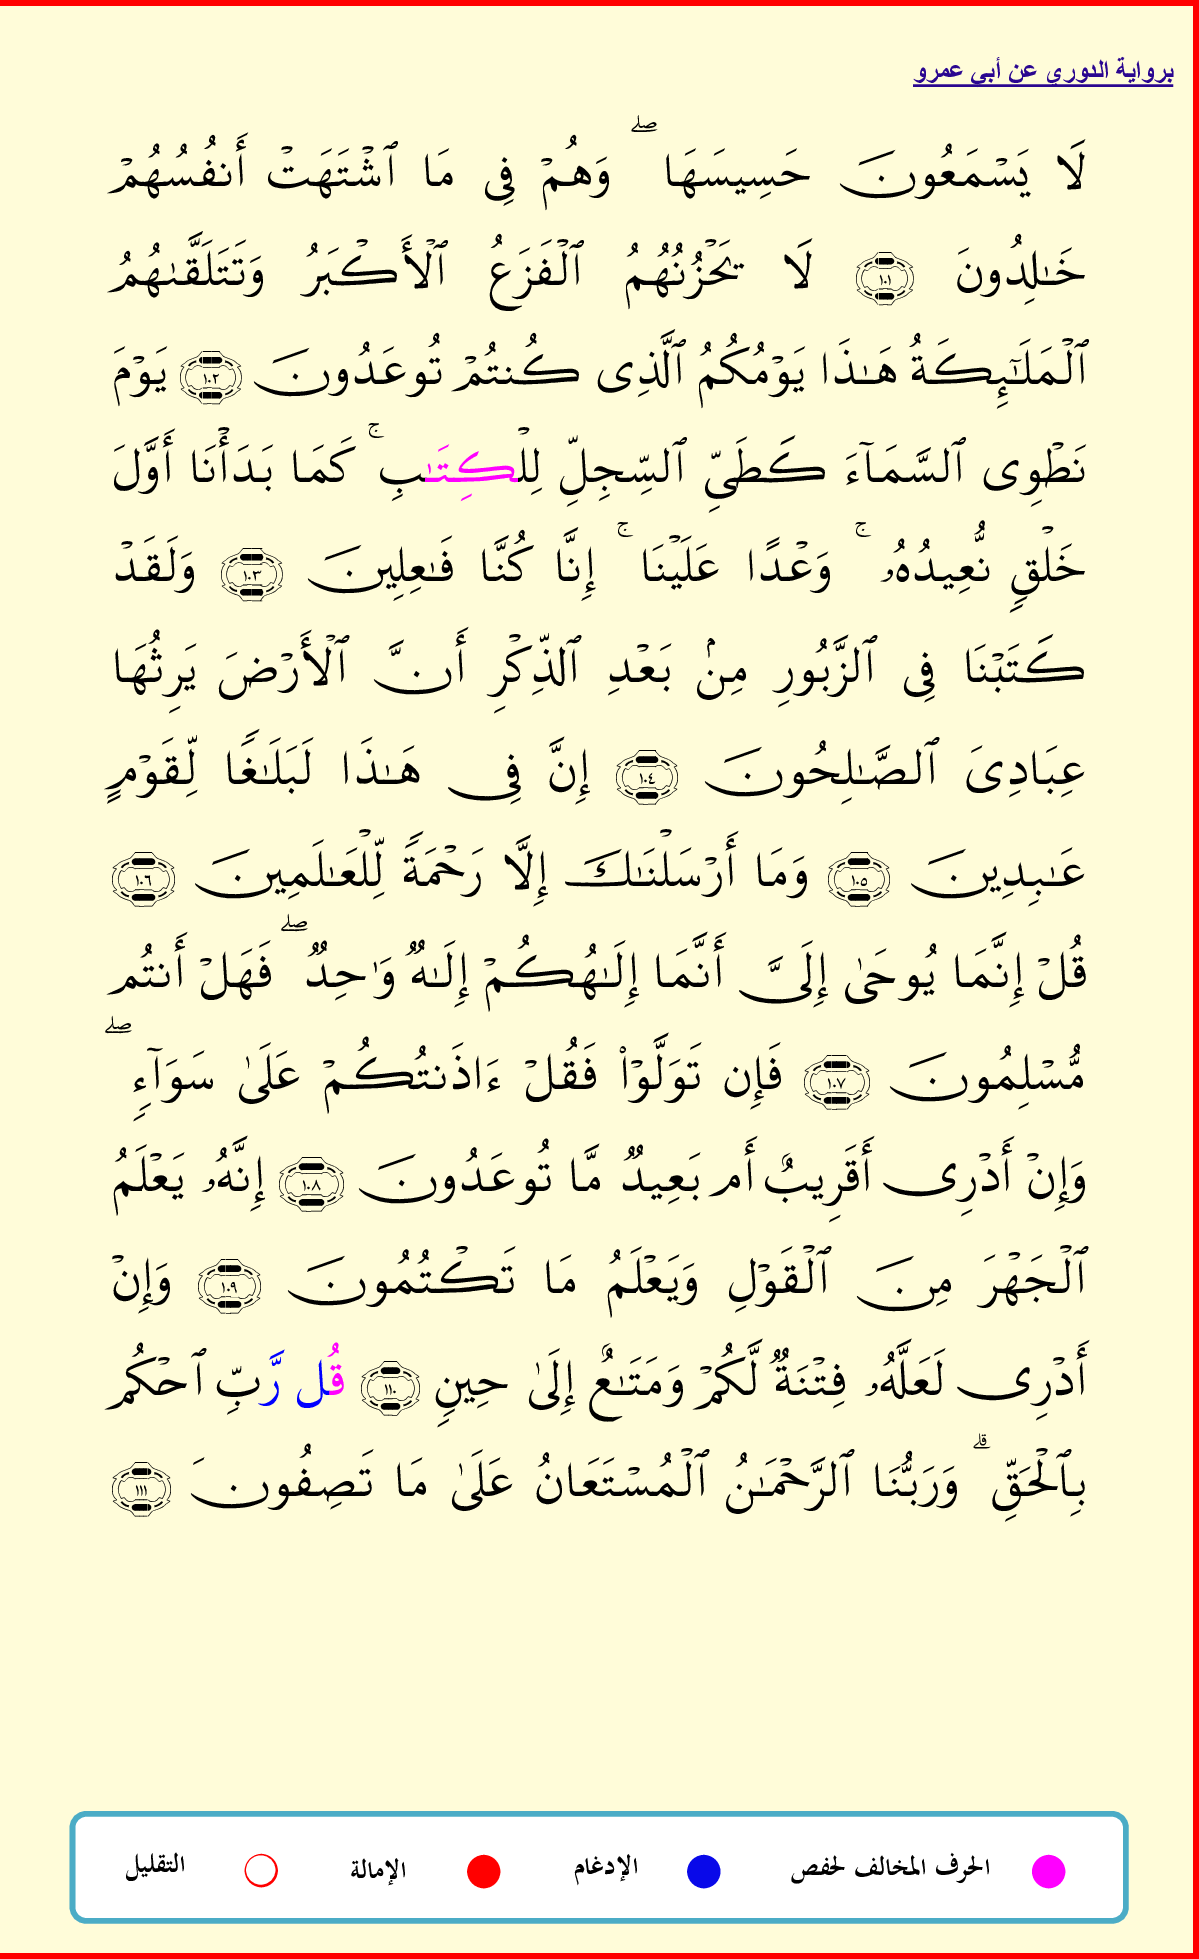 برواية الدوري عن أبي عمرو
لَا يَسْمَعُونَ حَسِيسَهَا ۖ وَهُمْ فِى مَا ٱشْتَهَتْ أَنفُسُهُمْ
خَـٰلِدُونَ ١٠١ لَا يَحْزُنُهُمُ ٱلْفَزَعُ ٱلْأَكْبَرُ وَتَتَلَقَّىٰهُمُ
ٱلْمَلَـٰٓئِكَةُ هَـٰذَا يَوْمُكُمُ ٱلَّذِى كُنتُمْ تُوعَدُونَ ١٠٢ يَوْمَ
نَطْوِى ٱلسَّمَآءَ كَطَىِّ ٱلسِّجِلِّ لِلْكِتَـٰبِ ۚ كَمَا بَدَأْنَا أَوَّلَ
خَلْقٍ نُّعِيدُهُۥ ۚ وَعْدًا عَلَيْنَا ۚ إِنَّا كُنَّا فَـٰعِلِينَ ١٠٣ وَلَقَدْ
كَتَبْنَا فِى ٱلزَّبُورِ مِنۢ بَعْدِ ٱلذِّكْرِ أَنَّ ٱلْأَرْضَ يَرِثُهَا
عِبَادِىَ ٱلصَّـٰلِحُونَ ١٠٤ إِنَّ فِى هَـٰذَا لَبَلَـٰغًا لِّقَوْمٍ
عَـٰبِدِينَ ١٠٥ وَمَا أَرْسَلْنَـٰكَ إِلَّا رَحْمَةً لِّلْعَـٰلَمِينَ ١٠٦
قُلْ إِنَّمَا يُوحَىٰ إِلَىَّ أَنَّمَا إِلَـٰهُكُمْ إِلَـٰهٌ وَٰحِدٌ ۖ فَهَلْ أَنتُم
مُّسْلِمُونَ ١٠٧ فَإِن تَوَلَّوْا۟ فَقُلْ ءَاذَنتُكُمْ عَلَىٰ سَوَآءٍ ۖ
وَإِنْ أَدْرِى أَقَرِيبٌ أَم بَعِيدٌ مَّا تُوعَدُونَ ١٠٨ إِنَّهُۥ يَعْلَمُ
ٱلْجَهْرَ مِنَ ٱلْقَوْلِ وَيَعْلَمُ مَا تَكْتُمُونَ ١٠٩ وَإِنْ
أَدْرِى لَعَلَّهُۥ فِتْنَةٌ لَّكُمْ وَمَتَـٰعٌ إِلَىٰ حِينٍ ١١٠ قُل رَّبِّ ٱحْكُم
بِٱلْحَقِّ ۗ وَرَبُّنَا ٱلرَّحْمَـٰنُ ٱلْمُسْتَعَانُ عَلَىٰ مَا تَصِفُونَ ١١١
الحرف المخالف لحفص الإدغام الإمالة التقليل